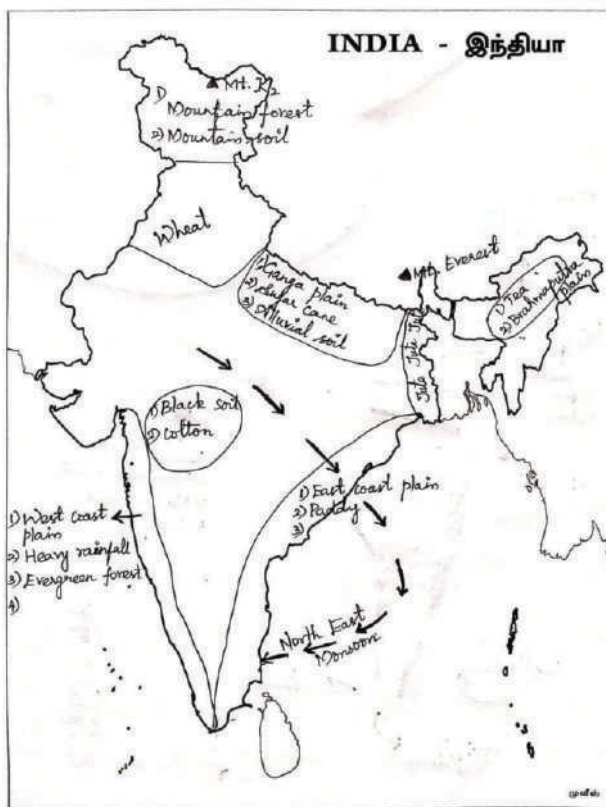 INDIA - இந்தியா
Mt. K2
1)
Mountain forest
2) Mountain soil
Wheat
1) Ganga plain
2) Sugar cane
3) Alluvial soil
Mt. Everest
1) Tea
2) Brahmaputra
plain
Jute Jute Jute
1) Black soil
2) Cotton
1) East coast plain
2) Paddy
3)
1) West coast
plain
2) Heavy rainfall
3) Evergreen forest
4)
North East
Monsoon